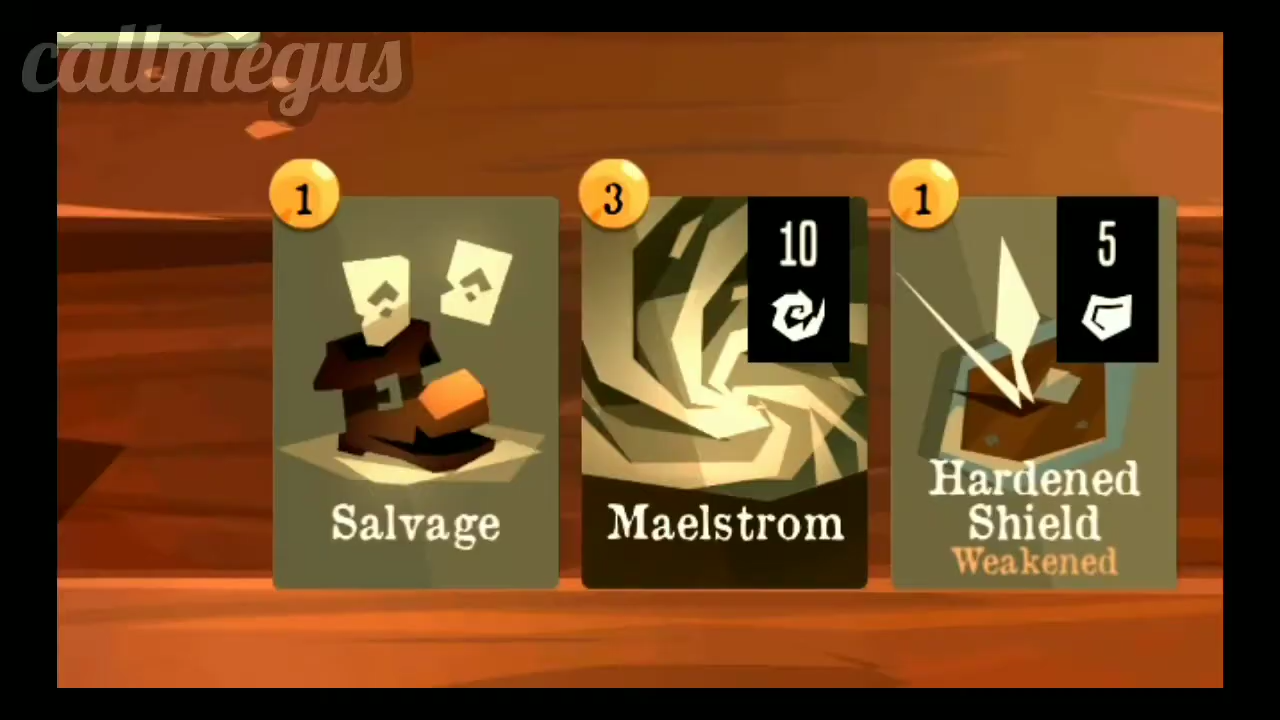 callmegus
1
3
1
10
5
Salvage
Maelstrom
Hardened
Shield
Weakened